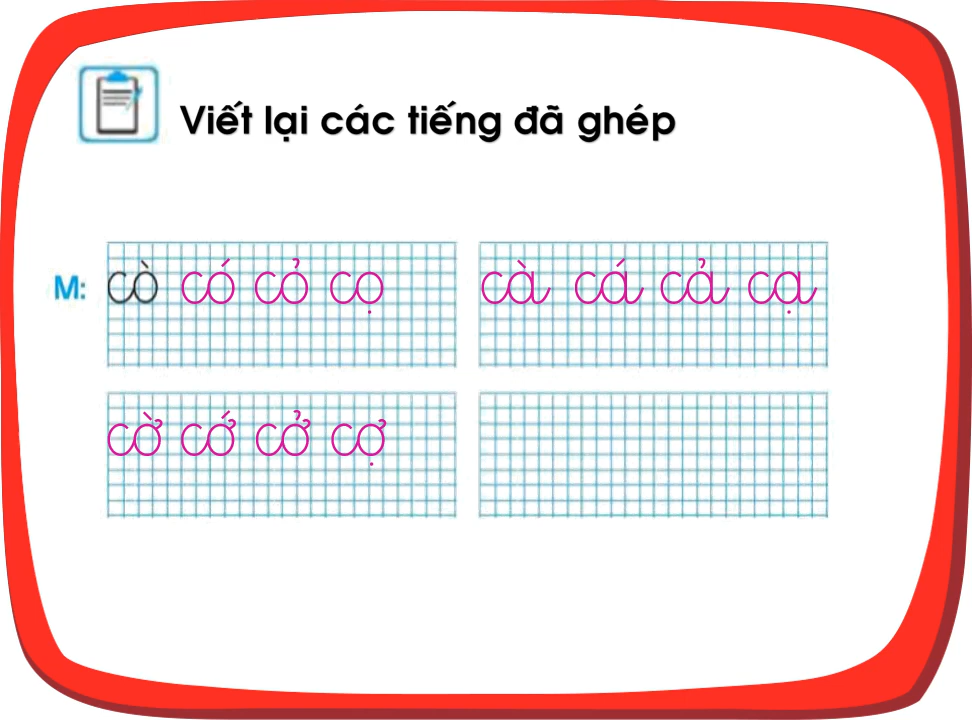 Viết lại các tiếng đã ghép
M: cò có cỏ cọ
cà cá cả cạ
cờ cớ cở cợ